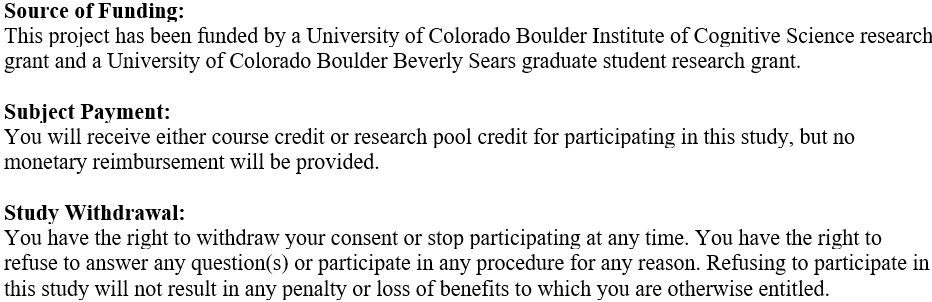 Source of Funding:
This project has been funded by a University of Colorado Boulder Institute of Cognitive Science research
grant and a University of Colorado Boulder Beverly Sears graduate student research grant.
Subject Payment:
You will receive either course credit or research pool credit for participating in this study, but no
monetary reimbursement will be provided.
Study Withdrawal:
You have the right to withdraw your consent or stop participating at any time. You have the right to
refuse to answer any question(s) or participate in any procedure for any reason. Refusing to participate in
this study will not result in any penalty or loss of benefits to which you are otherwise entitled.